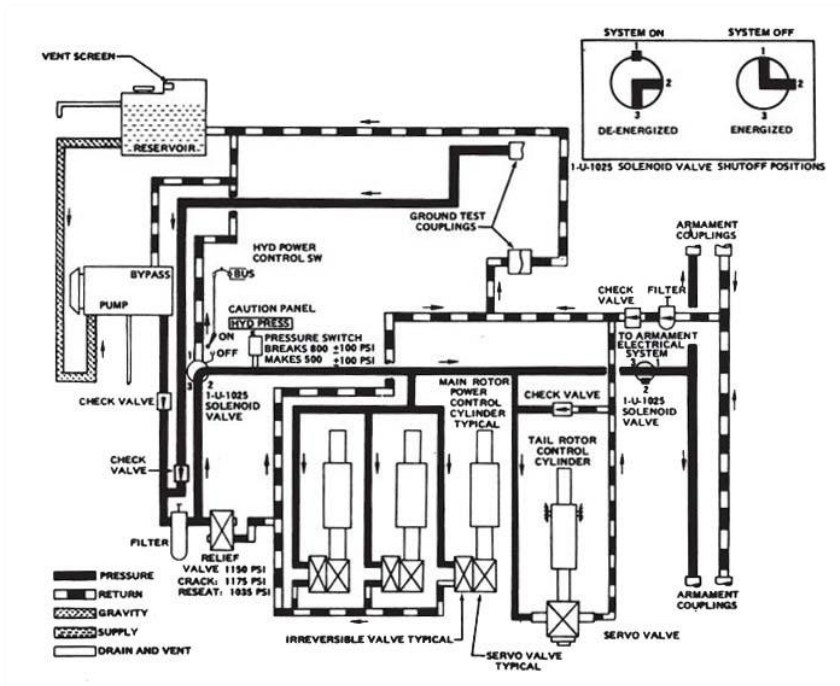 VENT SCREEN
RESERVOIR
SYSTEM ON
SYSTEM OFF
1
1
2
2
3
3
DE-ENERGIZED
ENERGIZED
1-U-1025 SOLENOID VALVE SHUTOFF POSITIONS
GROUND TEST
COUPLINGS
ARMAMENT
COUPLINGS
HYD POWER
CONTROL SW
BUS
BYPASS
PUMP
CAUTION PANEL
HYD PRESS
ON
OFF
PRESSURE SWITCH
BREAKS 800 ±100 PSI
MAKES 500 ±100 PSI
CHECK
VALVE
FILTER
TO ARMAMENT
ELECTRICAL
SYSTEM
1
3
2
1-U-1025
SOLENOID
VALVE
3
1
2
1-U-1025
SOLENOID
VALVE
CHECK VALVE
MAIN ROTOR
POWER
CONTROL
CYLINDER
TYPICAL
CHECK VALVE
TAIL ROTOR
CONTROL
CYLINDER
CHECK
VALVE
FILTER
RELIEF
VALVE 1150 PSI
CRACK: 1175 PSI
RESEAT: 1035 PSI
PRESSURE
RETURN
GRAVITY
SUPPLY
DRAIN AND VENT
IRREVERSIBLE VALVE TYPICAL
SERVO VALVE
TYPICAL
SERVO VALVE
ARMAMENT
COUPLINGS